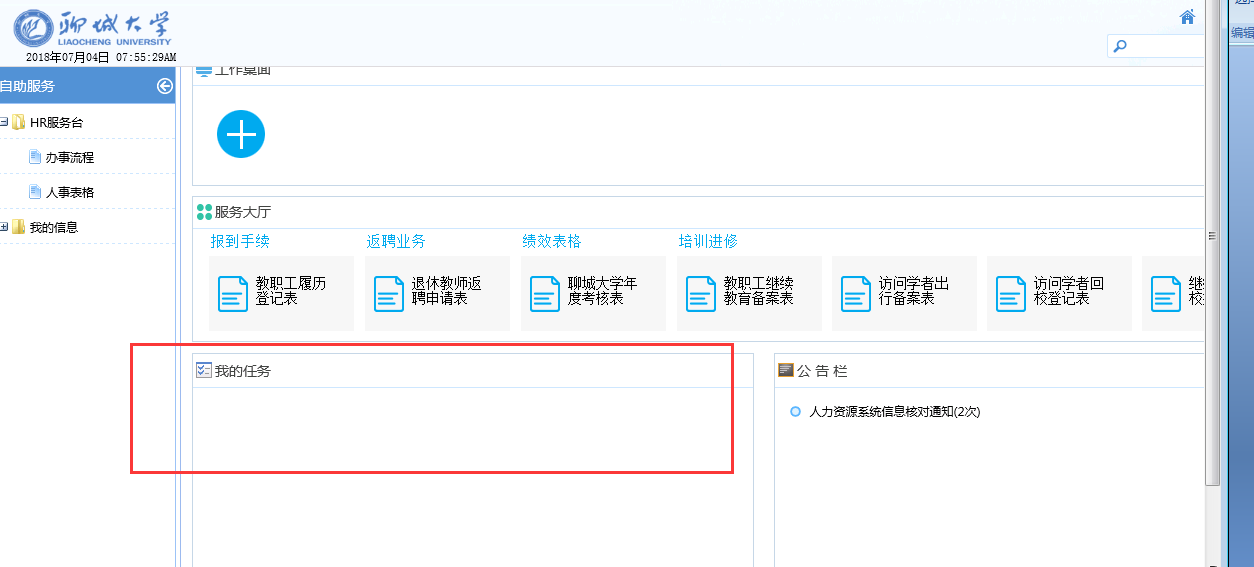 聊城大学
LIAOCHENG UNIVERSITY
2018年07月04日 07:55:29AM
编辑
自助服务
工作桌面
HR服务台
办事流程
人事表格
我的信息
服务大厅
报到手续
返聘业务
绩效表格
培训进修
教职工履历
登记表
退休教师返
聘申请表
聊城大学年
度考核表
教职工继续
教育备案表
访问学者出
行备案表
访问学者回
校登记表
继
校
我的任务
公 告 栏
人力资源系统信息核对通知(2次)